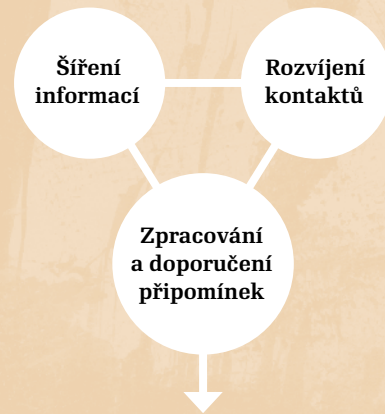 Šíření
informací
Rozvíjení
kontaktů
Zpracování
a doporučení
připomínek